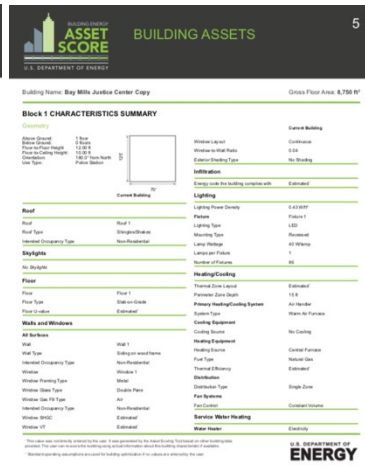 BUILDING ENERGY
ASSET
SCORE
U.S. DEPARTMENT OF ENERGY
BUILDING ASSETS
5
Building Name: Bay Mills Justice Center Copy
Gross Floor Area: 8,750 ft²
Block 1 CHARACTERISTICS SUMMARY
Geometry
Above Ground: 1 floor
Below Ground: 0 floors
Floor-to-Floor Height: 12.00 ft
Floor-to-Ceiling Height: 10.00 ft
Orientation: 180.0° from North
Use Type: Police Station
125'
70'
Current Building
Roof
Roof Roof 1
Roof Type Shingles/Shakes
Intended Occupancy Type Non-Residential
Skylights
No Skylights
Floor
Floor Floor 1
Floor Type Slab-on-Grade
Floor U-value Estimated¹
Walls and Windows
All Surfaces
Wall Wall 1
Wall Type Siding on wood frame
Intended Occupancy Type Non-Residential
Window Window 1
Window Framing Type Metal
Window Glass Type Double Pane
Window Gas Fill Type Air
Intended Occupancy Type Non-Residential
Window SHGC Estimated¹
Window VT Estimated¹
Current Building
Window Layout Continuous
Window-to-Wall Ratio 0.04
Exterior Shading Type No Shading
Infiltration
Energy code the building complies with Estimated¹
Lighting
Lighting Power Density 0.43 W/ft²
Fixture Fixture 1
Lighting Type LED
Mounting Type Recessed
Lamp Wattage 40 W/lamp
Lamps per Fixture 1
Number of Fixtures
Heating/Cooling
Thermal Zone Layout Estimated¹
Perimeter Zone Depth 15 ft
Primary Heating/Cooling System Air Handler
System Type Warm Air Furnace
Cooling Equipment
Cooling Source No Cooling
Heating Equipment
Heating Source Central Furnace
Fuel Type Natural Gas
Thermal Efficiency Estimated¹
Distribution
Distribution Type Single Zone
Fan Systems
Fan Control Constant Volume
Service Water Heating
Water Heater Electricity
U.S. DEPARTMENT OF
ENERGY